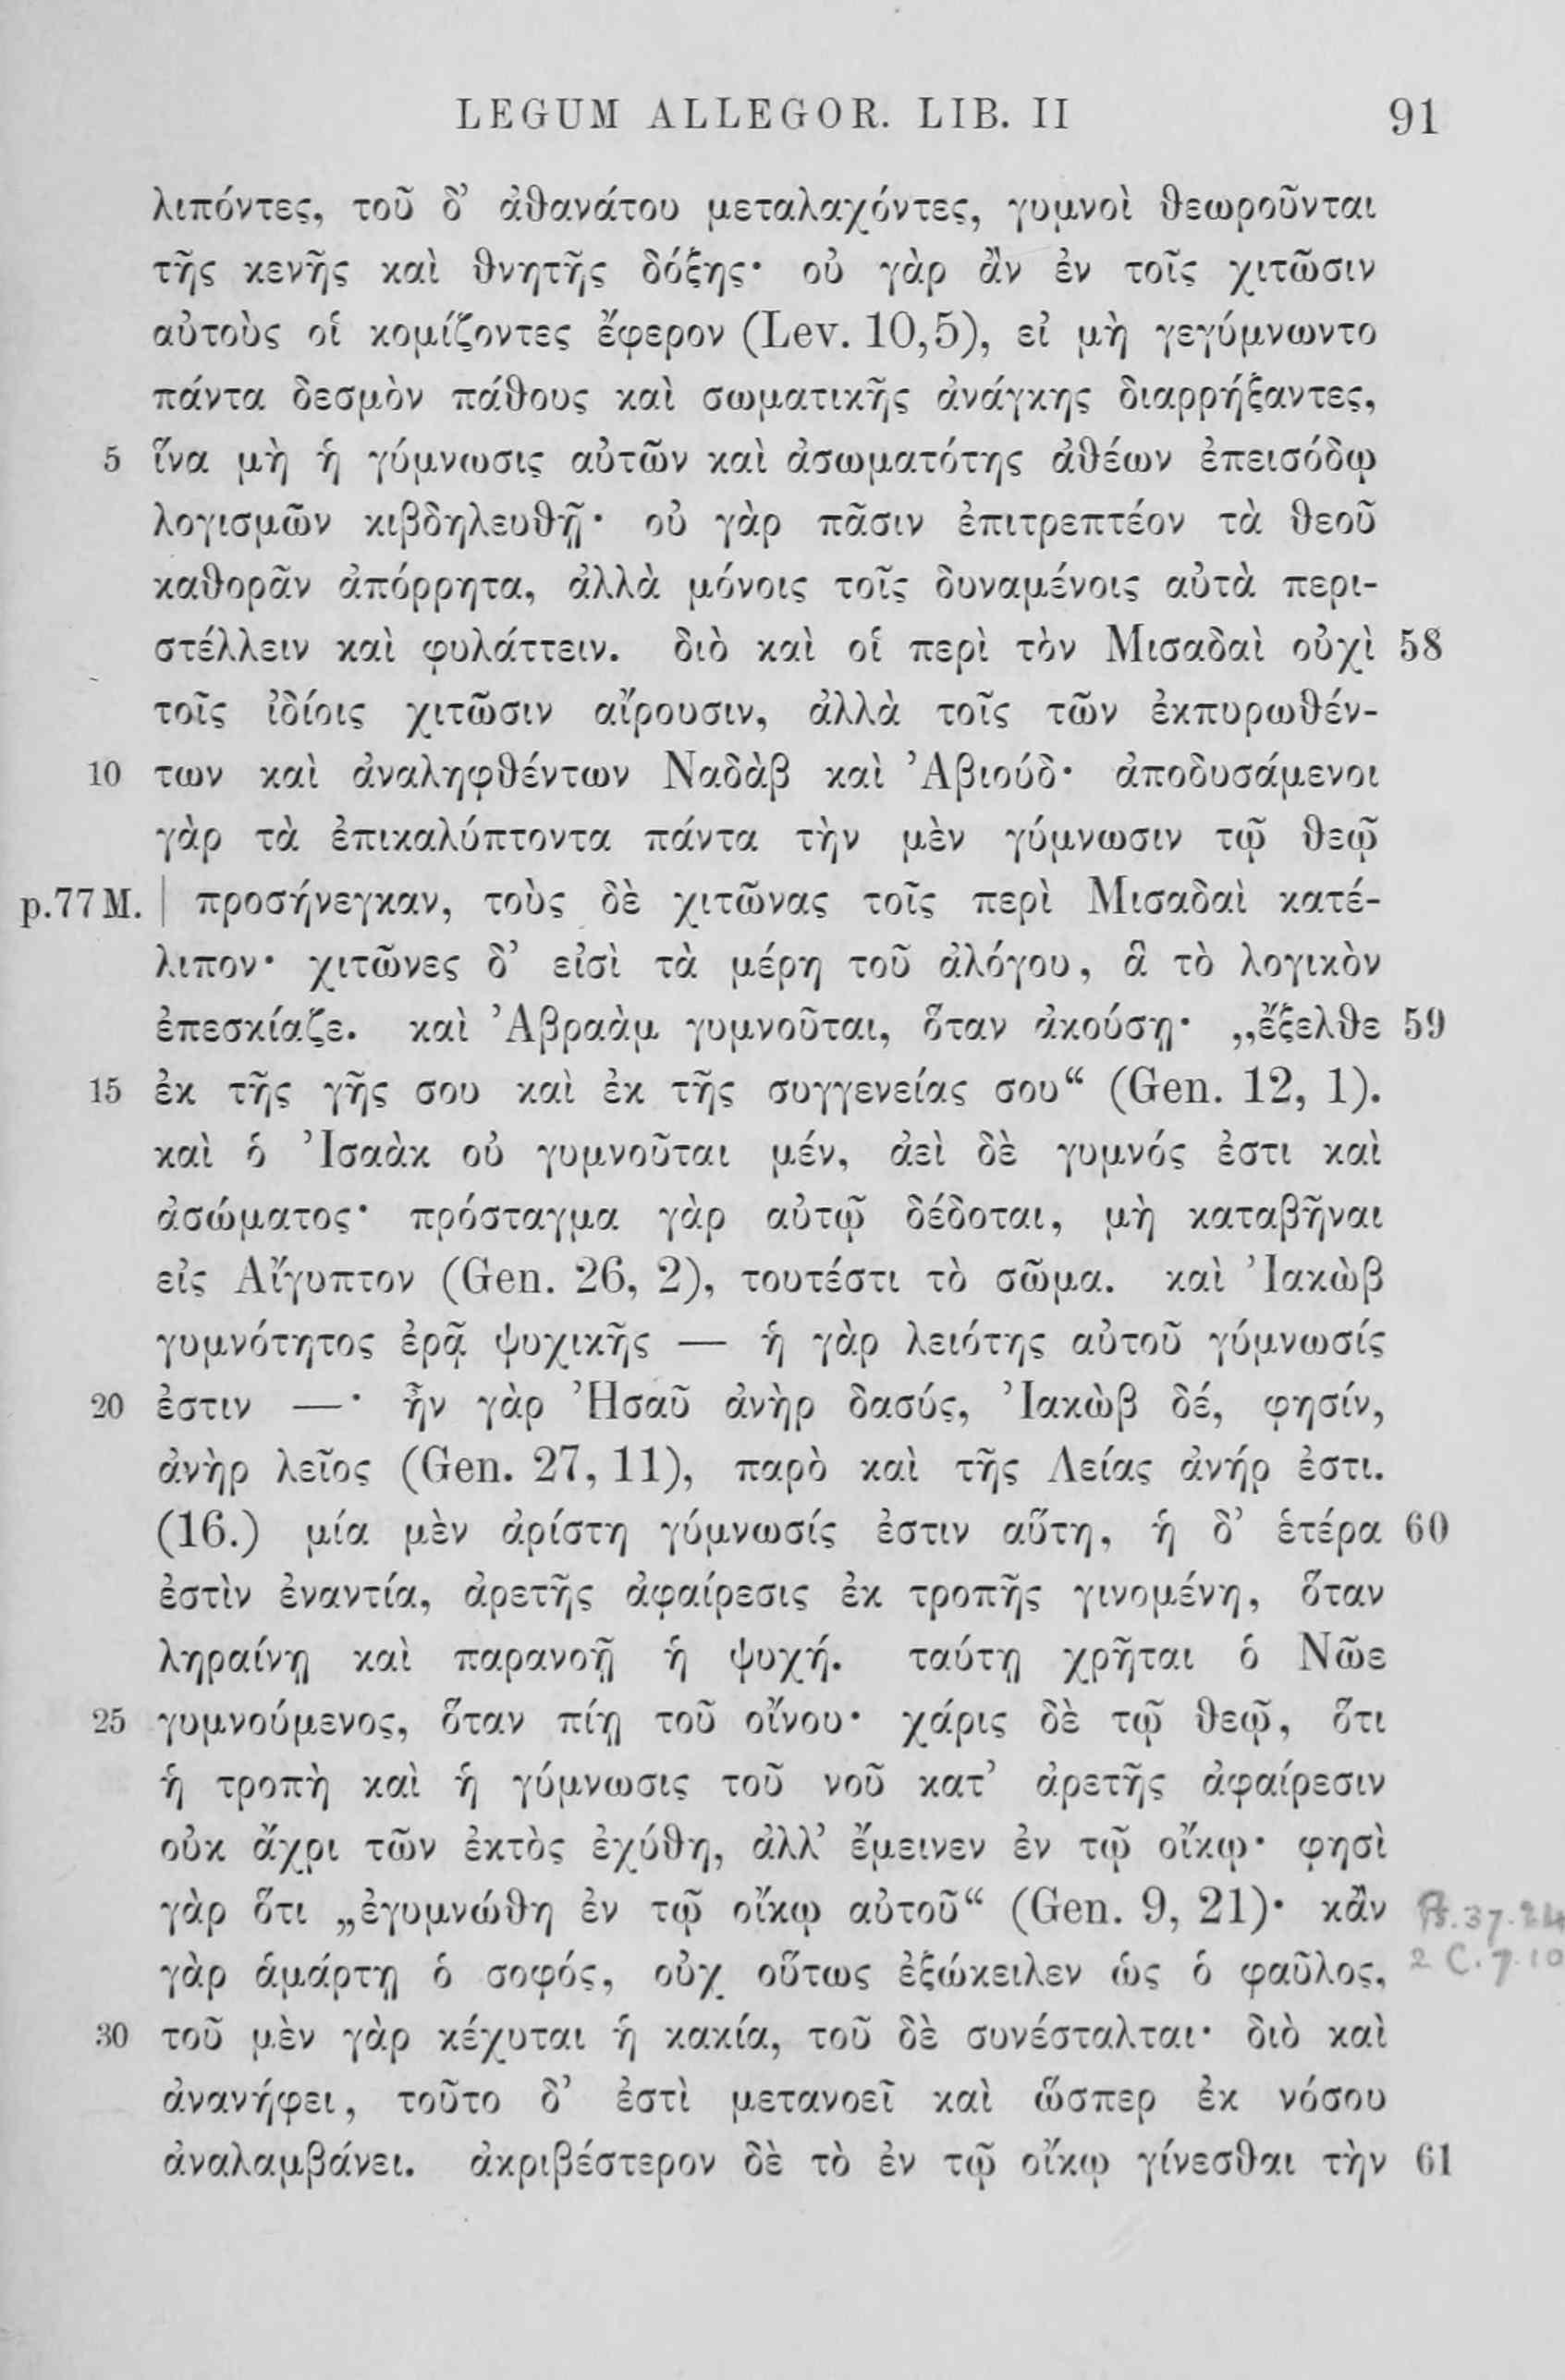 LEGUM ALLEGOR. LIB. II 91
λιπόντες, τοῦ δ’ ἀθανάτου μεταλαχόντες, γυμνοὶ θεωροῦνται
τῆς κενῆς καὶ θνητῆς δόξης· οὐ γὰρ ἂν ἐν τοῖς χιτῶσιν
αὐτοὺς οἱ κομίζοντες ἔφερον (Lev. 10,5), εἰ μὴ γεγύμνωντο
πάντα δεσμὸν πάθους καὶ σωματικῆς ἀνάγκης διαρρήξαντες,
5 ἵνα μὴ ἡ γύμνωσις αὐτῶν καὶ ἀσωματότης ἀθέων ἐπεισόδῳ
λογισμῶν κιβδηλευθῇ· οὐ γὰρ πᾶσιν ἐπιτρεπτέον τὰ θεοῦ
καθορᾶν ἀπόρρητα, ἀλλὰ μόνοις τοῖς δυναμένοις αὐτὰ περι-
στέλλειν καὶ φυλάττειν. διὸ καὶ οἱ περὶ τὸν Μισαδαὶ οὐχὶ 58
τοῖς ἰδίοις χιτῶσιν αἴρουσιν, ἀλλὰ τοῖς τῶν ἐκπυρωθέν-
10 των καὶ ἀναληφθέντων Ναδὰβ καὶ Ἀβιούδ· ἀποδυσάμενοι
γὰρ τὰ ἐπικαλύπτοντα πάντα τὴν μὲν γύμνωσιν τῷ θεῷ
p.77 M. | προσήνεγκαν, τοὺς δὲ χιτῶνας τοῖς περὶ Μισαδαὶ κατέ-
λιπον· χιτῶνες δ’ εἰσὶ τὰ μέρη τοῦ ἀλόγου, ἃ τὸ λογικὸν
ἐπεσκίαζε. καὶ Ἀβραὰμ γυμνοῦται, ὅταν ἀκούσῃ· „ἔξελθε 59
15 ἐκ τῆς γῆς σου καὶ ἐκ τῆς συγγενείας σου“ (Gen. 12, 1).
καὶ ὁ Ἰσαὰκ οὐ γυμνοῦται μέν, ἀεὶ δὲ γυμνός ἐστι καὶ
ἀσώματος· πρόσταγμα γὰρ αὐτῷ δέδοται, μὴ καταβῆναι
εἰς Αἴγυπτον (Gen. 26, 2), τουτέστι τὸ σῶμα. καὶ Ἰακὼβ
γυμνότητος ἐρᾷ ψυχικῆς — ἡ γὰρ λειότης αὐτοῦ γύμνωσίς
20 ἐστιν —· ἦν γὰρ Ἠσαῦ ἀνὴρ δασύς, Ἰακὼβ δέ, φησίν,
ἀνὴρ λεῖος (Gen. 27, 11), παρὸ καὶ τῆς Λείας ἀνήρ ἐστι.
(16.) μία μὲν ἀρίστη γύμνωσίς ἐστιν αὕτη, ἡ δ’ ἑτέρα 60
ἐστὶν ἐναντία, ἀρετῆς ἀφαίρεσις ἐκ τροπῆς γινομένη, ὅταν
ληραίνῃ καὶ παρανοῇ ἡ ψυχή. ταύτῃ χρῆται ὁ Νῶε
25 γυμνούμενος, ὅταν πίῃ τοῦ οἴνου· χάρις δὲ τῷ θεῷ, ὅτι
ἡ τροπὴ καὶ ἡ γύμνωσις τοῦ νοῦ κατ’ ἀρετῆς ἀφαίρεσιν
οὐκ ἄχρι τῶν ἐκτὸς ἐχύθη, ἀλλ’ ἔμεινεν ἐν τῷ οἴκῳ· φησὶ
γὰρ ὅτι „ἐγυμνώθη ἐν τῷ οἴκῳ αὐτοῦ“ (Gen. 9, 21)· κἂν Ps. 37.24
γὰρ ἁμάρτῃ ὁ σοφός, οὐχ οὕτως ἐξώκειλεν ὡς ὁ φαῦλος, 2 C. 7.10
30 τοῦ μὲν γὰρ κέχυται ἡ κακία, τοῦ δὲ συνέσταλται· διὸ καὶ
ἀνανήφει, τοῦτο δ’ ἐστὶ μετανοεῖ καὶ ὥσπερ ἐκ νόσου
ἀναλαμβάνει. ἀκριβέστερον δὲ τὸ ἐν τῷ οἴκῳ γίνεσθαι τὴν 61